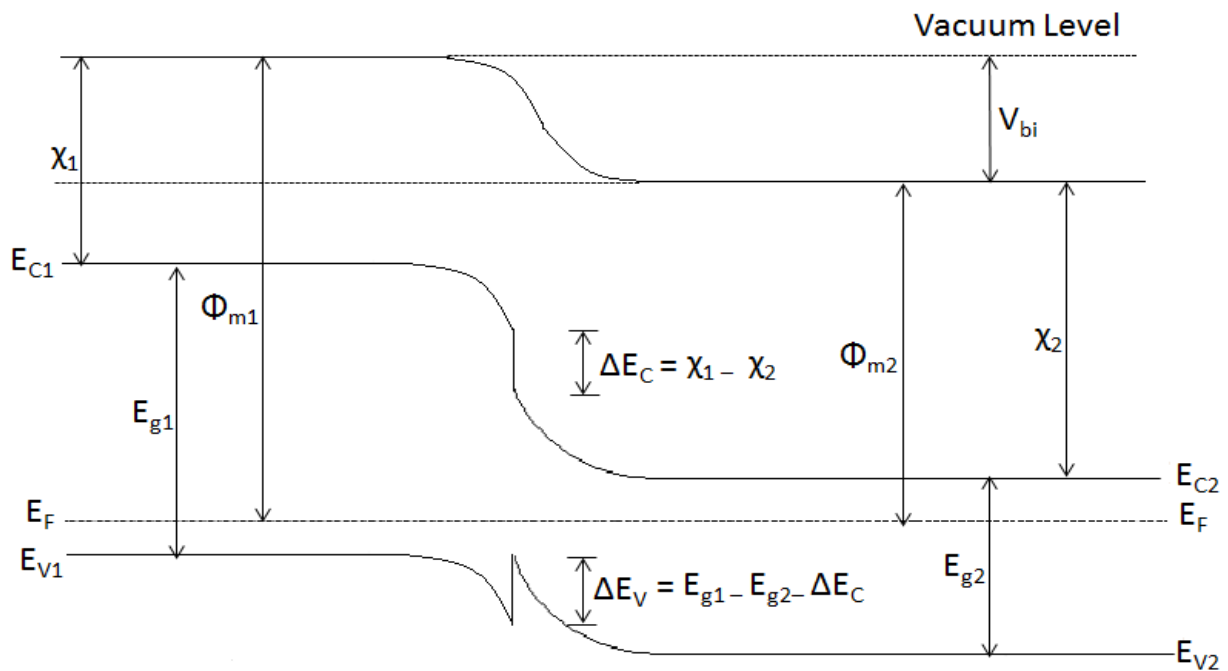 Vacuum Level
V_bi
χ₁
E_C1
Φ_m1
ΔE_C = χ₁ – χ₂
Φ_m2
χ₂
E_g1
E_C2
E_F
E_F
E_V1
ΔE_V = E_g1 – E_g2 – ΔE_C
E_g2
E_V2